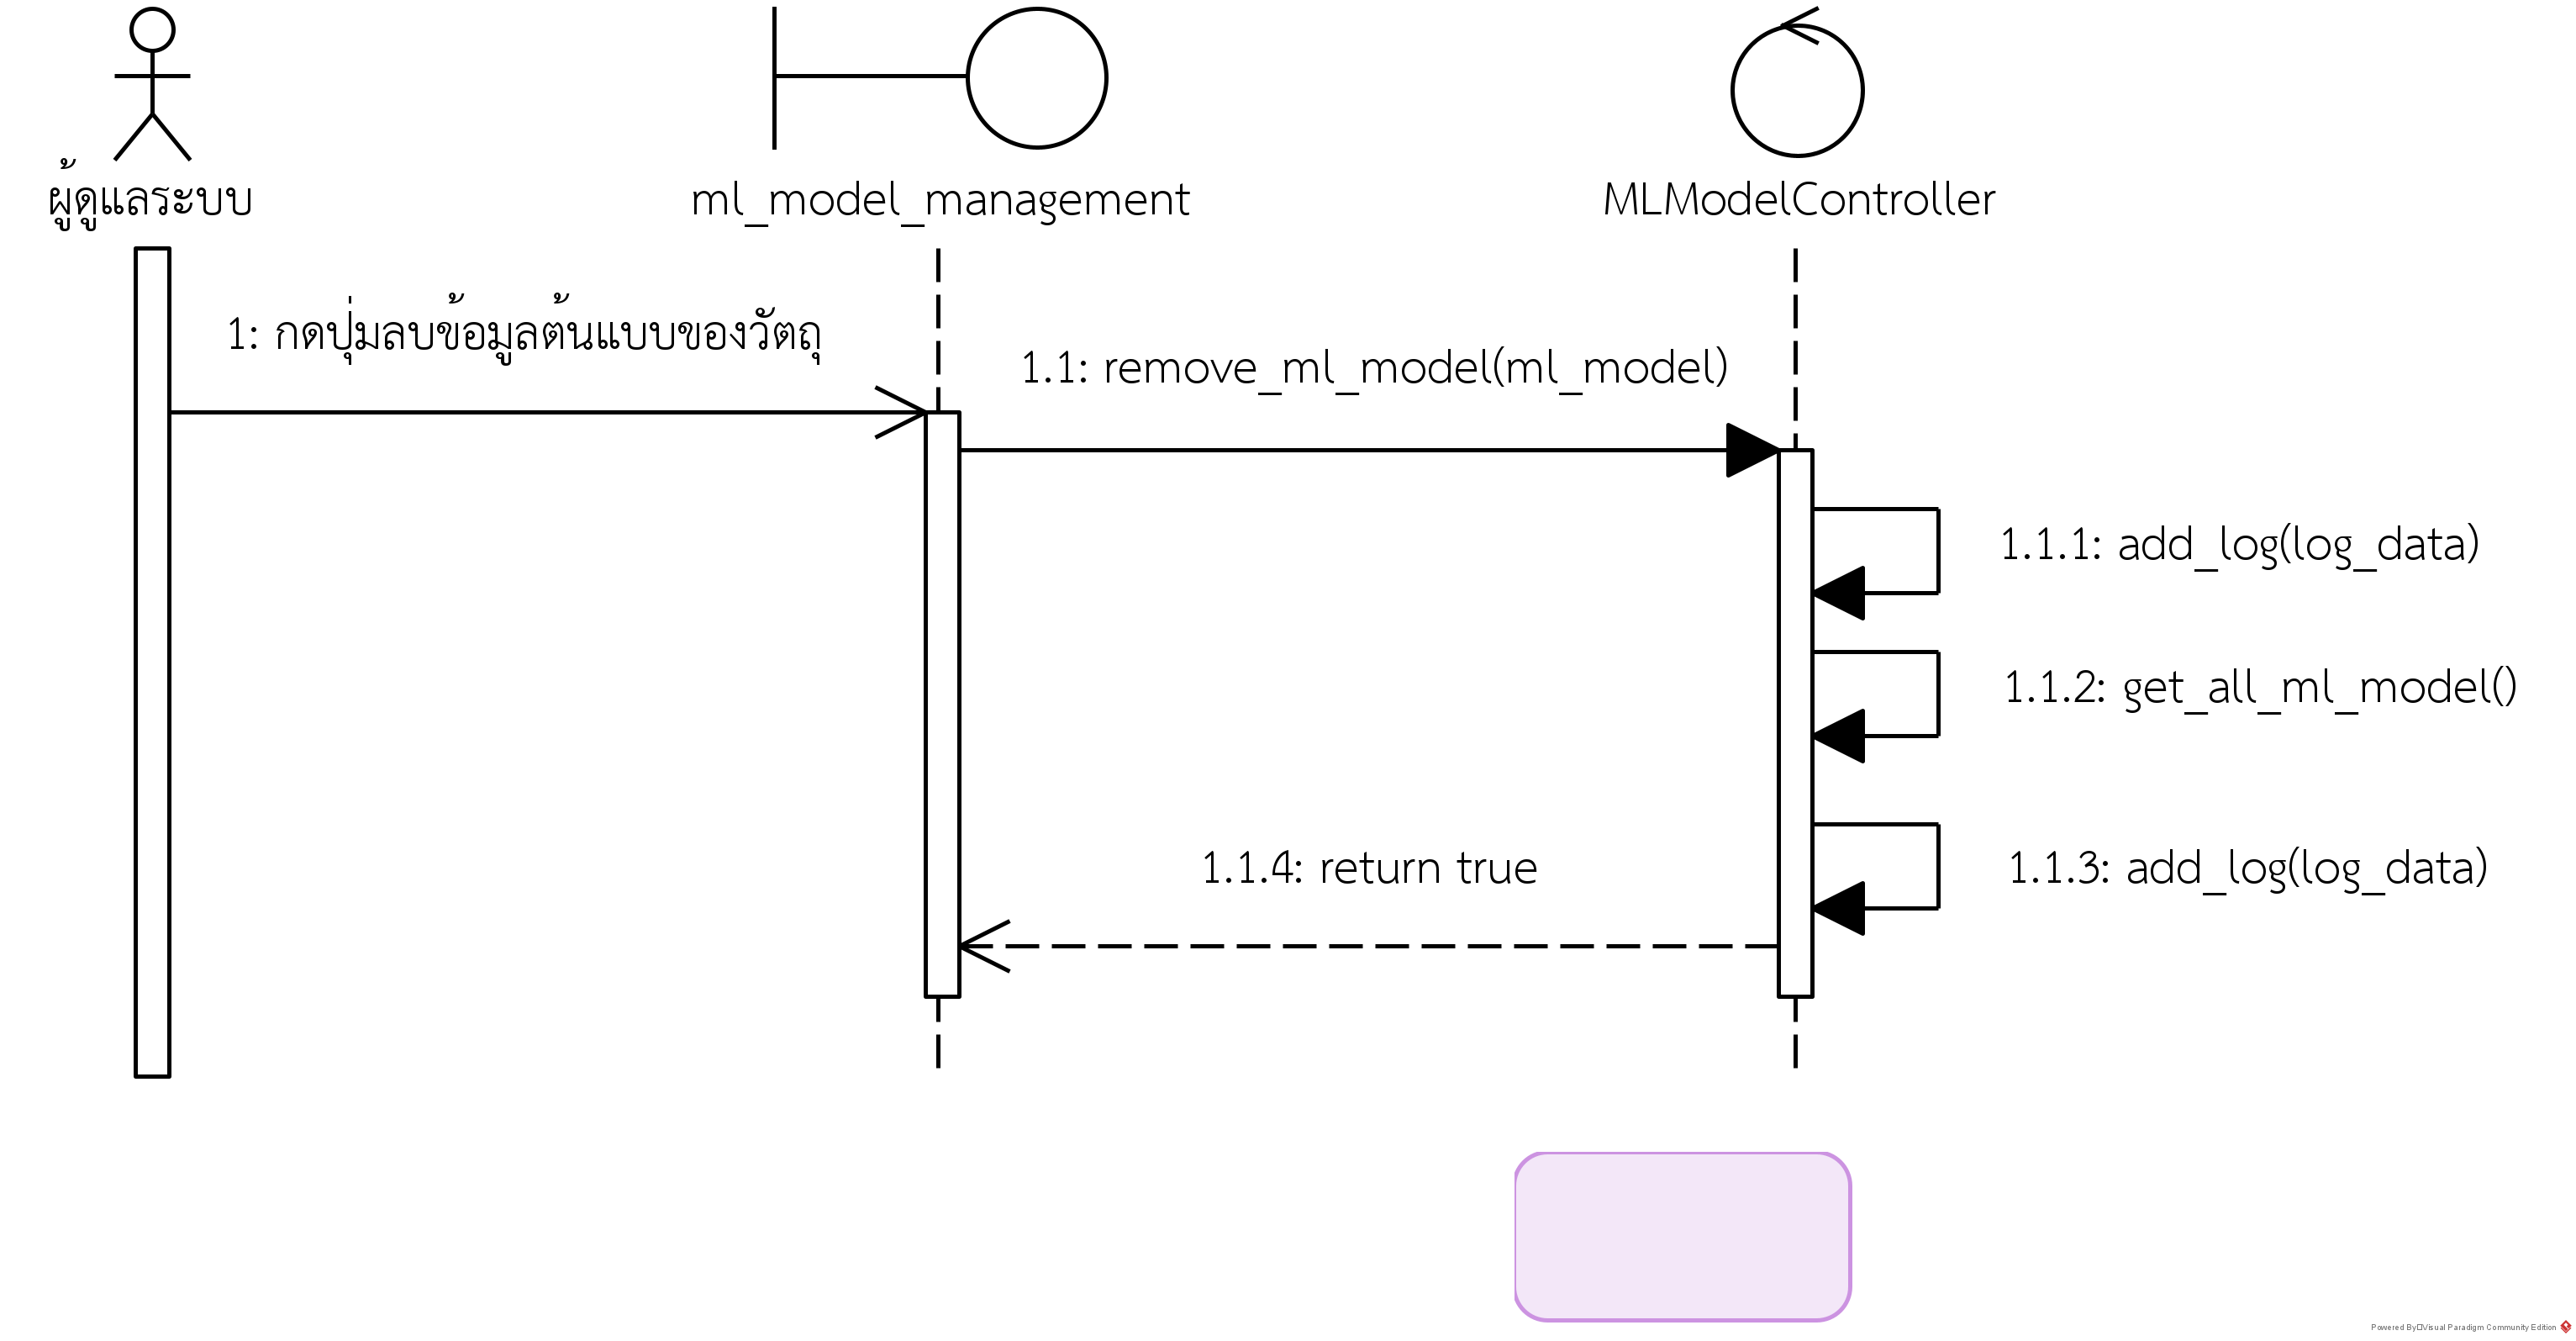 ผู้ดูแลระบบ
ml_model_management
MLModelController
1: กดปุ่มลบข้อมูลต้นแบบของวัตถุ
1.1: remove_ml_model(ml_model)
1.1.1: add_log(log_data)
1.1.2: get_all_ml_model()
1.1.3: add_log(log_data)
1.1.4: return true
Powered By Visual Paradigm Community Edition